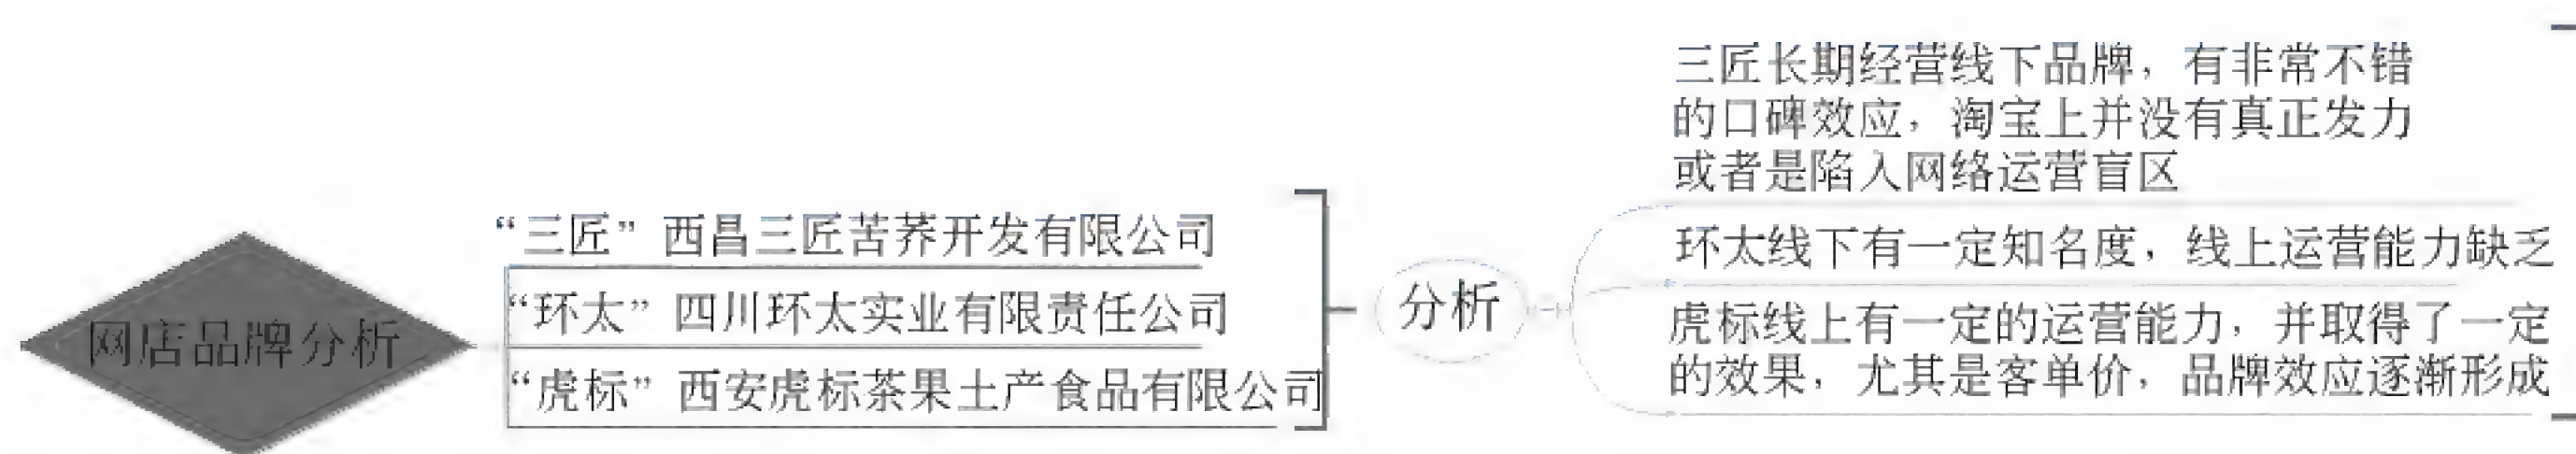 网店品牌分析
“三匠”西昌三匠苦荞开发有限公司
“环太”四川环太实业有限责任公司
“虎标”西安虎标茶果土产食品有限公司
分析
三匠长期经营线下品牌，有非常不错
的口碑效应，淘宝上并没有真正发力
或者是陷入网络运营盲区
环太线下有一定知名度，线上运营能力缺乏
虎标线上有一定的运营能力，并取得了一定
的效果，尤其是客单价，品牌效应逐渐形成